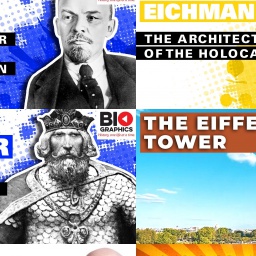 R
N
EICHMAN
THE ARCHITECT
OF THE HOLOCA
R
BIO
GRAPHICS
THE EIFFE
TOWER